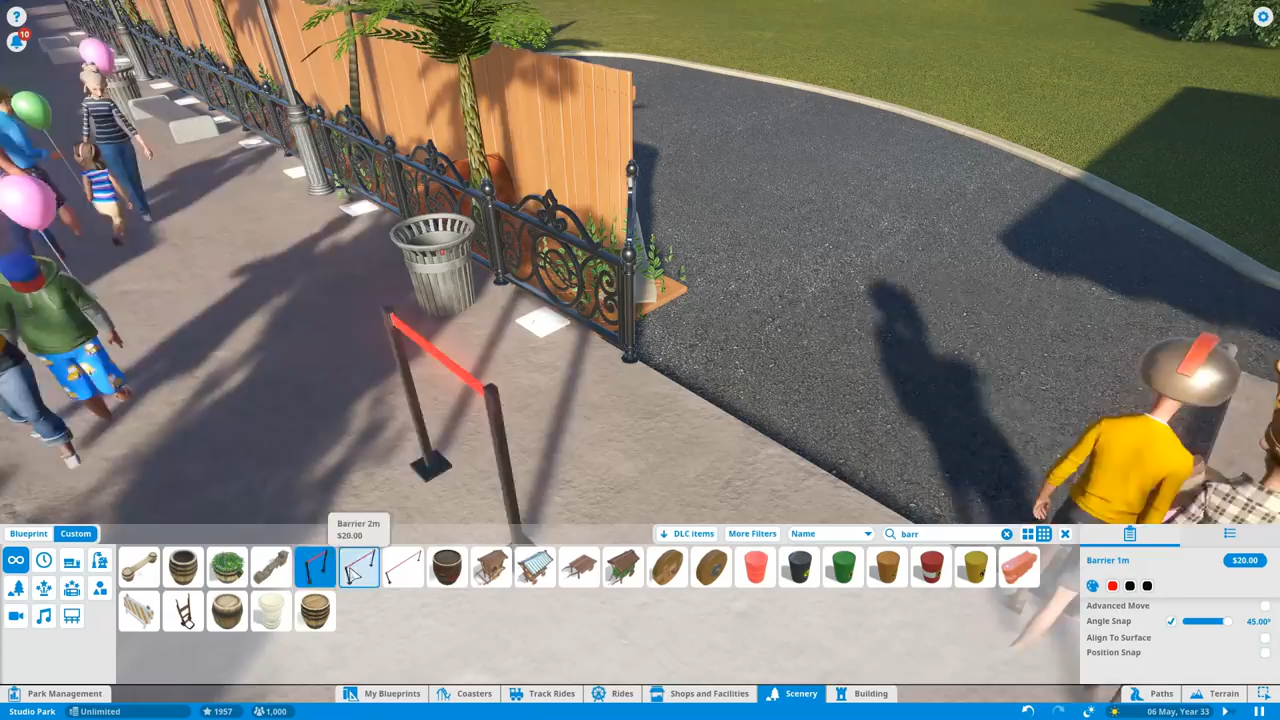 ?
10
Barrier 2m
$20.00
Blueprint
Custom
DLC items
More Filters
Name
barr
Barrier 1m
$20.00
Advanced Move
Angle Snap
45.00°
Align To Surface
Position Snap
Park Management
My Blueprints
Coasters
Track Rides
Rides
Shops and Facilities
Scenery
Building
Paths
Terrain
Studio Park
Unlimited
1957
1,000
06 May, Year 33